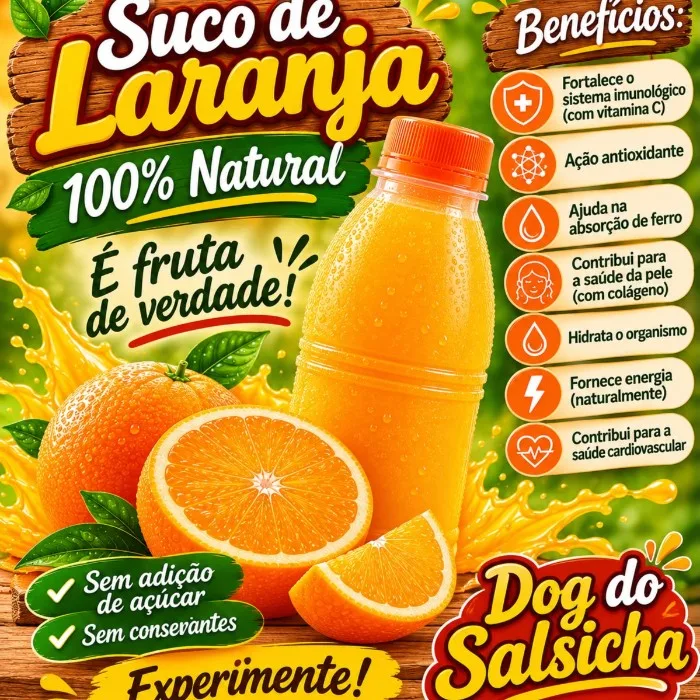 Suco de
Laranja
100% Natural
É fruta
de verdade!
Benefícios:
Fortalece o
sistema imunológico
(com vitamina C)
Ação antioxidante
Ajuda na
absorção de ferro
Contribui para
a saúde da pele
(com colágeno)
Hidrata o organismo
Fornece energia
(naturalmente)
Contribui para a
saúde cardiovascular
Sem adição
de açúcar
Sem conservantes
Experimente!
Dog do
Salsicha